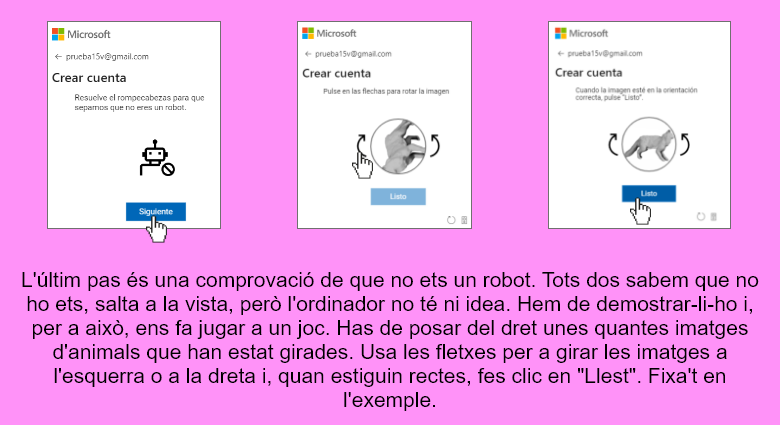 Microsoft
← prueba15v@gmail.com
Crear cuenta
Resuelve el rompecabezas para que
sepamos que no eres un robot.
Siguiente
Microsoft
← prueba15v@gmail.com
Crear cuenta
Pulse en las flechas para rotar la imagen
Listo
Microsoft
← prueba15v@gmail.com
Crear cuenta
Cuando la imagen esté en la orientación
correcta, pulse "Listo".
Listo
L'últim pas és una comprovació de que no ets un robot. Tots dos sabem que no
ho ets, salta a la vista, però l'ordinador no té ni idea. Hem de demostrar-li-ho i,
per a això, ens fa jugar a un joc. Has de posar del dret unes quantes imatges
d'animals que han estat girades. Usa les fletxes per a girar les imatges a
l'esquerra o a la dreta i, quan estiguin rectes, fes clic en "Llest". Fixa't en
l'exemple.